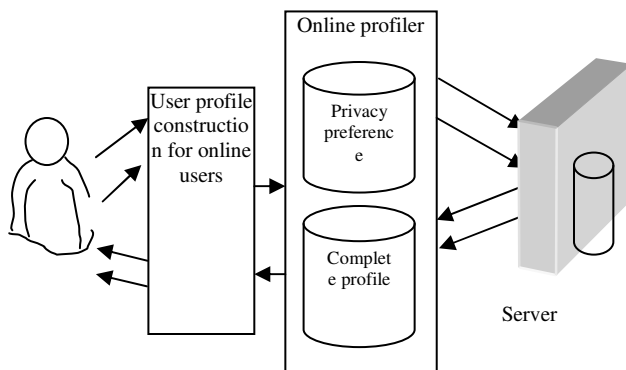 Online profiler
User profile
constructio
n for online
users
Privacy
preferenc
e
Complet
e profile
Server